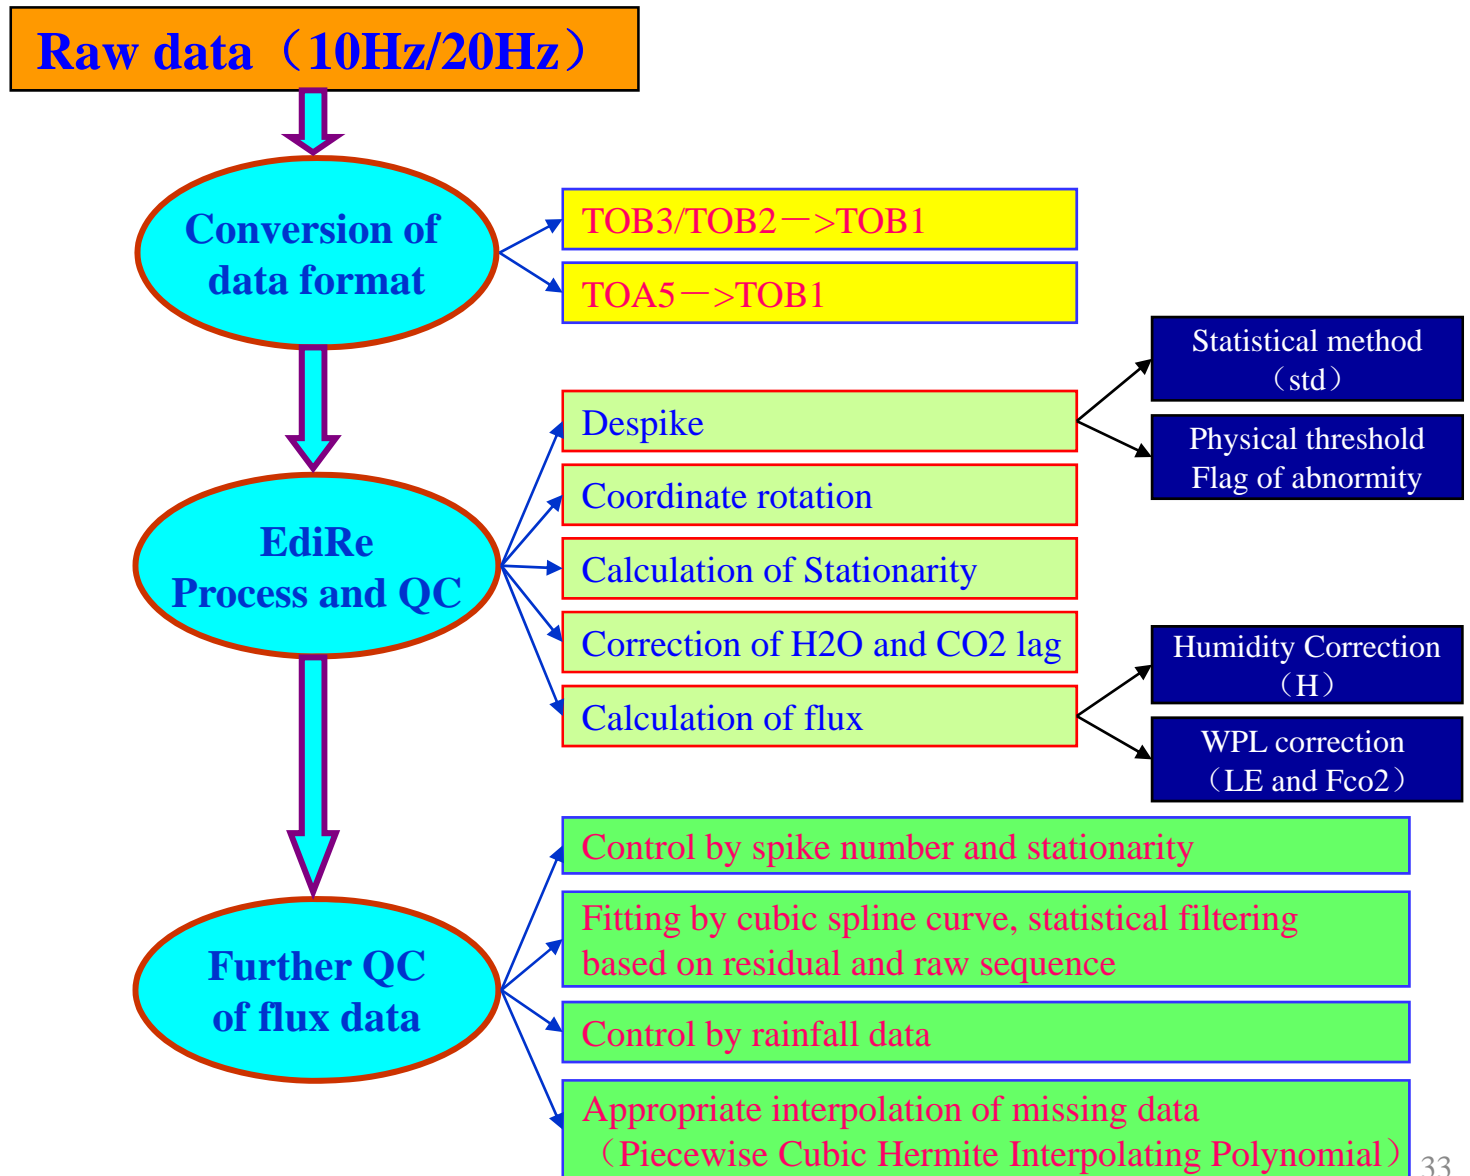 Raw data（10Hz/20Hz）
Conversion of
data format
TOB3/TOB2－>TOB1
TOA5－>TOB1
EdiRe
Process and QC
Despike
Statistical method
（std）
Physical threshold
Flag of abnormity
Coordinate rotation
Calculation of Stationarity
Correction of H2O and CO2 lag
Calculation of flux
Humidity Correction
（H）
WPL correction
（LE and Fco2）
Further QC
of flux data
Control by spike number and stationarity
Fitting by cubic spline curve, statistical filtering
based on residual and raw sequence
Control by rainfall data
Appropriate interpolation of missing data
（Piecewise Cubic Hermite Interpolating Polynomial）
33